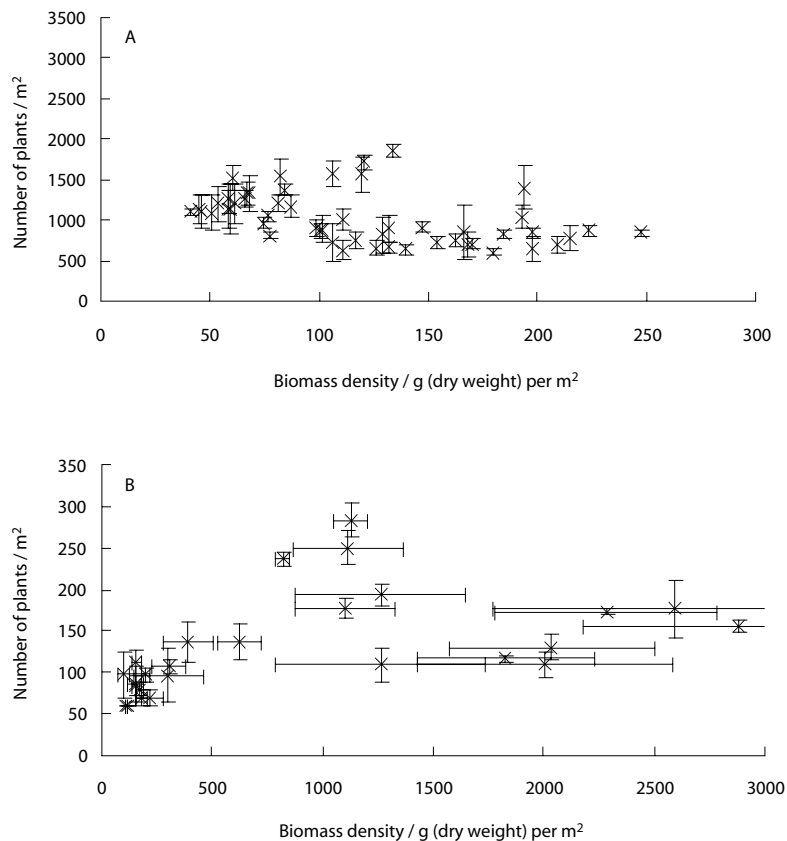 A
3500
3000
2500
2000
1500
1000
500
0
Number of plants / m²
0 50 100 150 200 250 300
Biomass density / g (dry weight) per m²
B
350
300
250
200
150
100
50
0
Number of plants / m²
0 500 1000 1500 2000 2500 3000
Biomass density / g (dry weight) per m²